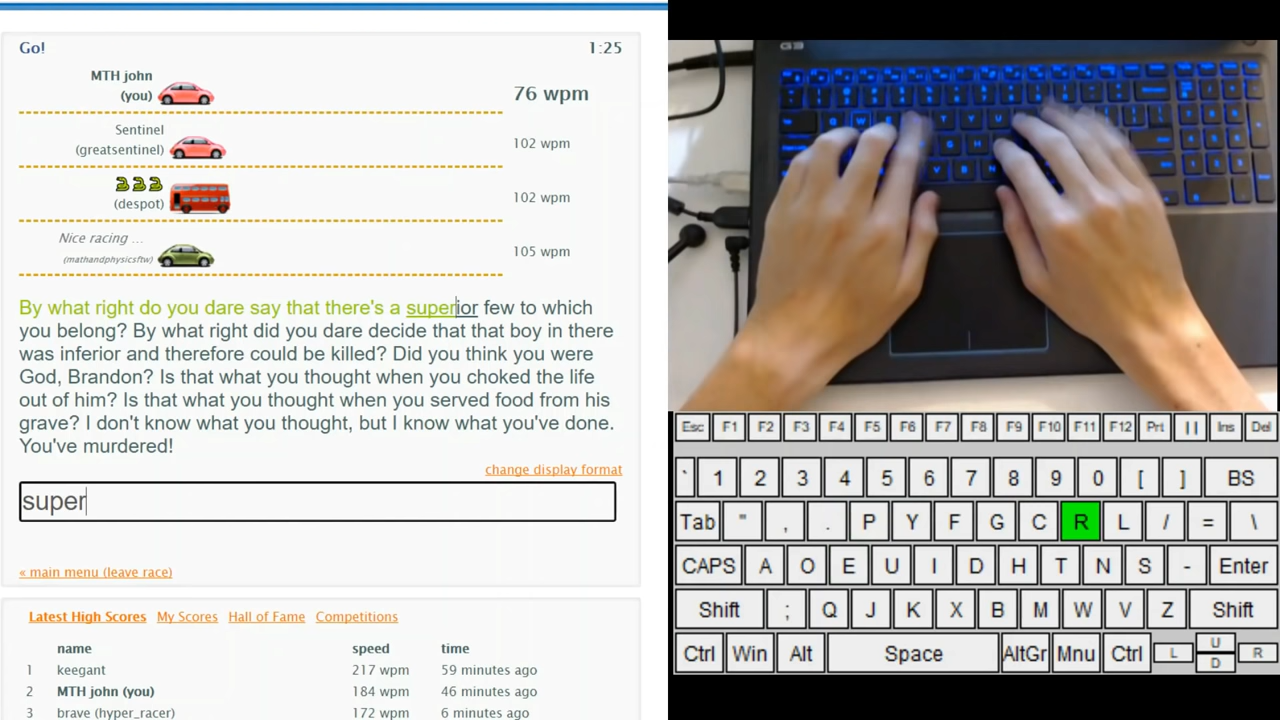 Go! 1:25
MTH john
(you) 76 wpm
Sentinel
(greatsentinel) 102 wpm
(despot) 102 wpm
Nice racing ...
(mathandphysicsftw) 105 wpm
By what right do you dare say that there's a superior few to which
you belong? By what right did you dare decide that that boy in there
was inferior and therefore could be killed? Did you think you were
God, Brandon? Is that what you thought when you choked the life
out of him? Is that what you thought when you served food from his
grave? I don't know what you thought, but I know what you've done.
You've murdered!
change display format
super
« main menu (leave race)
Latest High Scores My Scores Hall of Fame Competitions
name speed time
1 keegant 217 wpm 59 minutes ago
2 MTH john (you) 184 wpm 46 minutes ago
3 brave (hyper_racer) 172 wpm 6 minutes ago
G3
Esc F1 F2 F3 F4 F5 F6 F7 F8 F9 F10 F11 F12 Prt || Ins Del
` 1 2 3 4 5 6 7 8 9 0 [ ] BS
Tab " , . P Y F G C R L / = \
CAPS A O E U I D H T N S - Enter
Shift ; Q J K X B M W V Z Shift
Ctrl Win Alt Space AltGr Mnu Ctrl L U D R